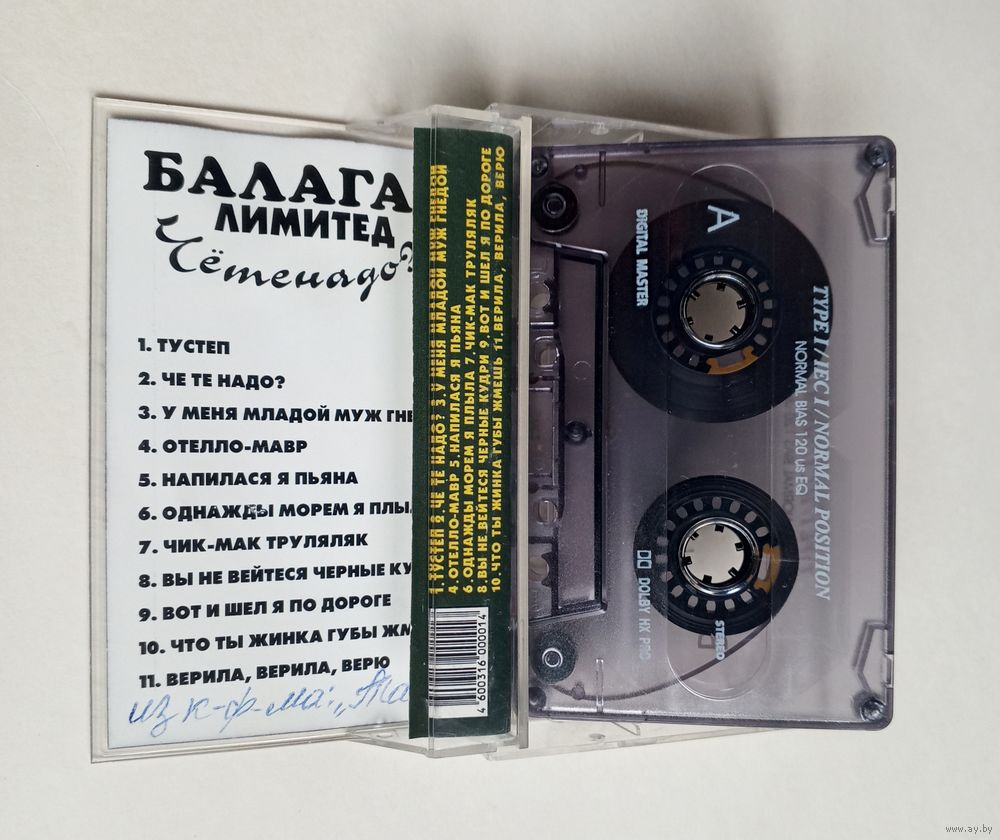 БАЛАГА
ЛИМИТЕД
Чётенадо?
1. ТУСТЕП
2. ЧЕ ТЕ НАДО?
3. У МЕНЯ МЛАДОЙ МУЖ ГНЕ
4. ОТЕЛЛО-МАВР
5. НАПИЛАСЯ Я ПЬЯНА
6. ОДНАЖДЫ МОРЕМ Я ПЛЫ
7. ЧИК-МАК ТРУЛЯЛЯК
8. ВЫ НЕ ВЕЙТЕСЯ ЧЕРНЫЕ КУ
9. ВОТ И ШЕЛ Я ПО ДОРОГЕ
10. ЧТО ТЫ ЖИНКА ГУБЫ ЖМ
11. ВЕРИЛА, ВЕРИЛА, ВЕРЮ
из к-ф-ма: „Та
1.ТУСТЕП 2.ЧЕ ТЕ НАДО? 3.У МЕНЯ МЛАДОЙ МУЖ ГНЕДОЙ
4.ОТЕЛЛО-МАВР 5.НАПИЛАСЯ Я ПЬЯНА
6.ОДНАЖДЫ МОРЕМ Я ПЛЫЛА 7.ЧИК-МАК ТРУЛЯЛЯК
8.ВЫ НЕ ВЕЙТЕСЯ ЧЕРНЫЕ КУДРИ 9.ВОТ И ШЕЛ Я ПО ДОРОГЕ
10.ЧТО ТЫ ЖИНКА ГУБЫ ЖМЕШЬ 11.ВЕРИЛА, ВЕРИЛА, ВЕРЮ
4 600316 000014
A
DIGITAL MASTER
TYPE I / IEC I / NORMAL POSITION
NORMAL BIAS 120 us EQ
DOLBY HX PRO
STEREO
www.ay.by